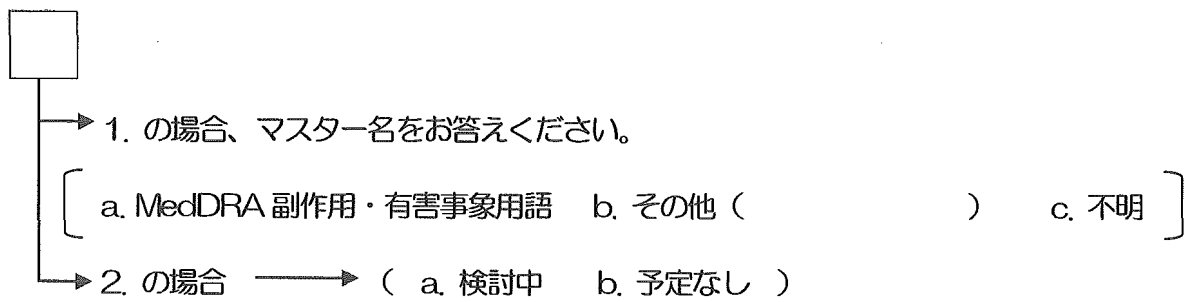 1. の場合、マスター名をお答えください。
a. MedDRA 副作用・有害事象用語 b. その他（ ） c. 不明
2. の場合 （ a. 検討中 b. 予定なし ）